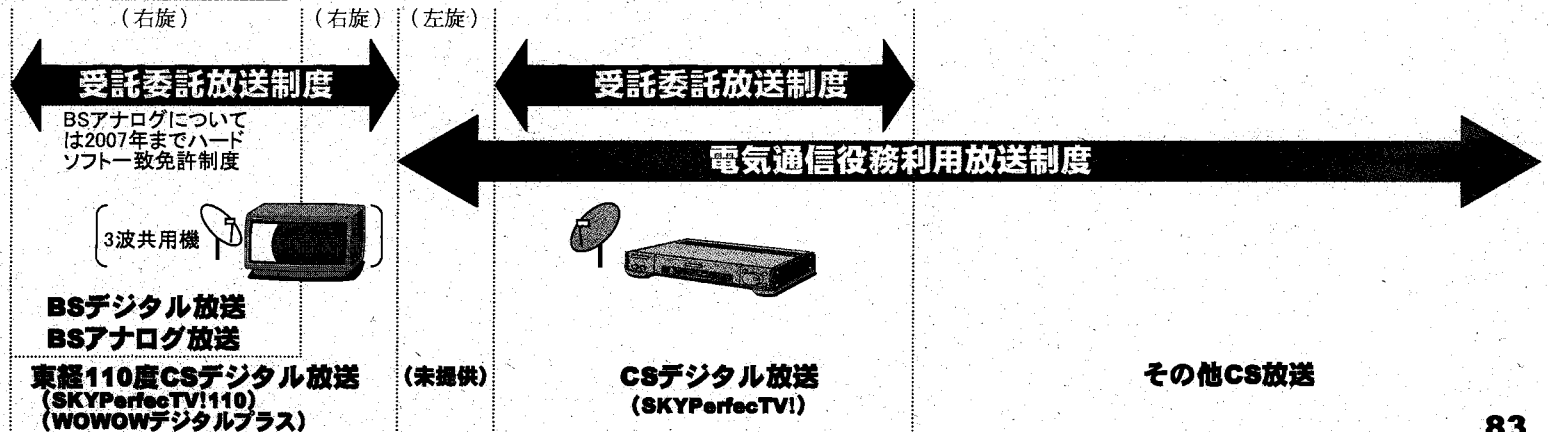 （右旋）（右旋）（左旋）
受託委託放送制度 受託委託放送制度
BSアナログについて
は2007年までハード
ソフト一致免許制度
電気通信役務利用放送制度
3波共用機
BSデジタル放送
BSアナログ放送
東経110度CSデジタル放送
（SKYPerfecTV!110）
（WOWOWデジタルプラス）
（未提供）
CSデジタル放送
（SKYPerfecTV!）
その他CS放送
83